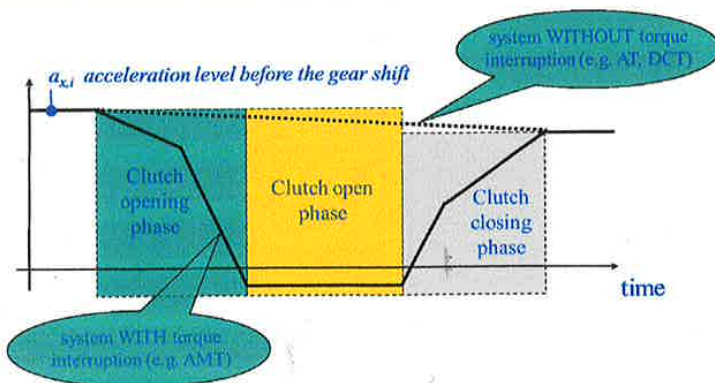 system WITHOUT torque
interruption (e.g. AT, DCT)
a_{x,i} acceleration level before the gear shift
Clutch
opening
phase
Clutch open
phase
Clutch
closing
phase
time
system WITH torque
interruption (e.g. AMT)